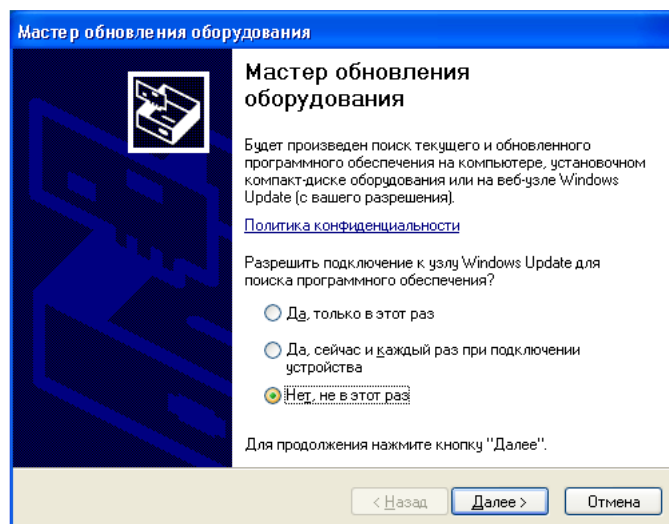 Мастер обновления оборудования
Мастер обновления
оборудования
Будет произведен поиск текущего и обновленного
программного обеспечения на компьютере, установочном
компакт-диске оборудования или на веб-узле Windows
Update (с вашего разрешения).
Политика конфиденциальности
Разрешить подключение к узлу Windows Update для
поиска программного обеспечения?
Да, только в этот раз
Да, сейчас и каждый раз при подключении
устройства
Нет, не в этот раз
Для продолжения нажмите кнопку "Далее".
< Назад Далее > Отмена